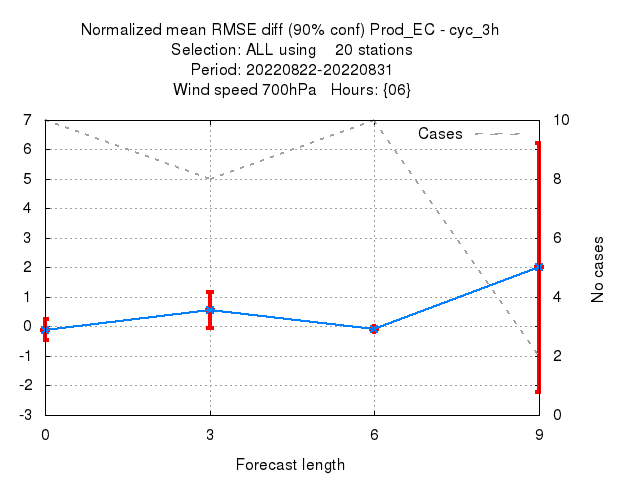 Normalized mean RMSE diff (90% conf) Prod_EC - cyc_3h
Selection: ALL using 20 stations
Period: 20220822-20220831
Wind speed 700hPa Hours: {06}
Cases
7
6
5
4
3
2
1
0
-1
-2
-3
10
8
6
4
2
0
No cases
0 3 6 9
Forecast length